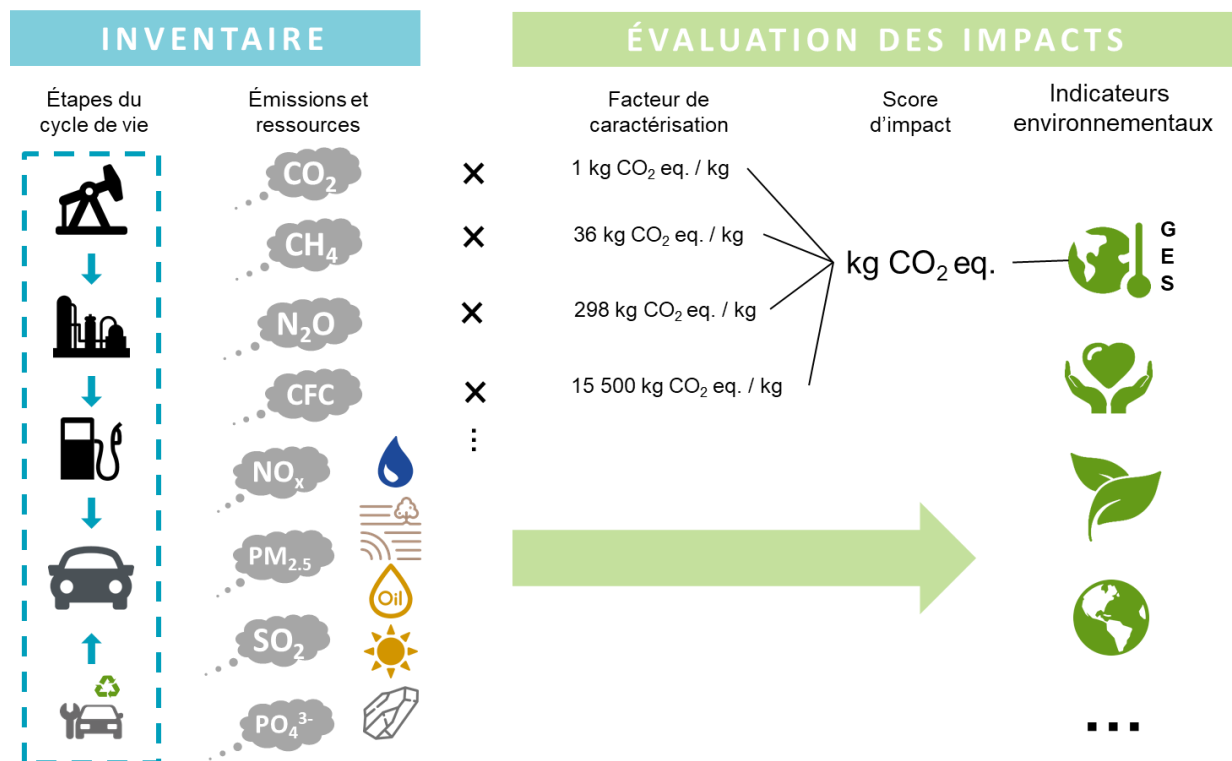 INVENTAIRE
ÉVALUATION DES IMPACTS
Étapes du
cycle de vie
Émissions et
ressources
Facteur de
caractérisation
Score
d'impact
Indicateurs
environnementaux
CO₂ × 1 kg CO₂ eq. / kg
CH₄ × 36 kg CO₂ eq. / kg
kg CO₂ eq.
G
E
S
N₂O × 298 kg CO₂ eq. / kg
CFC × 15 500 kg CO₂ eq. / kg
⋮
NOₓ
PM₂.₅
Oil
SO₂
PO₄³⁻
...